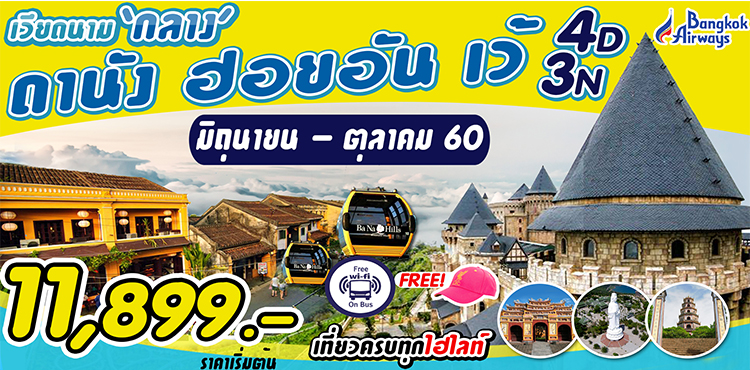 เวียดนาม 'กลาง'
ดานัง ฮอยอัน เว้
4D
3N
Bangkok
Airways
มิถุนายน – ตุลาคม 60
Ba Na Hills
Ba Na Hills
Free
wi-fi
On Bus
FREE!
11,899.-
ราคาเริ่มต้น
เที่ยวครบทุกไฮไลท์